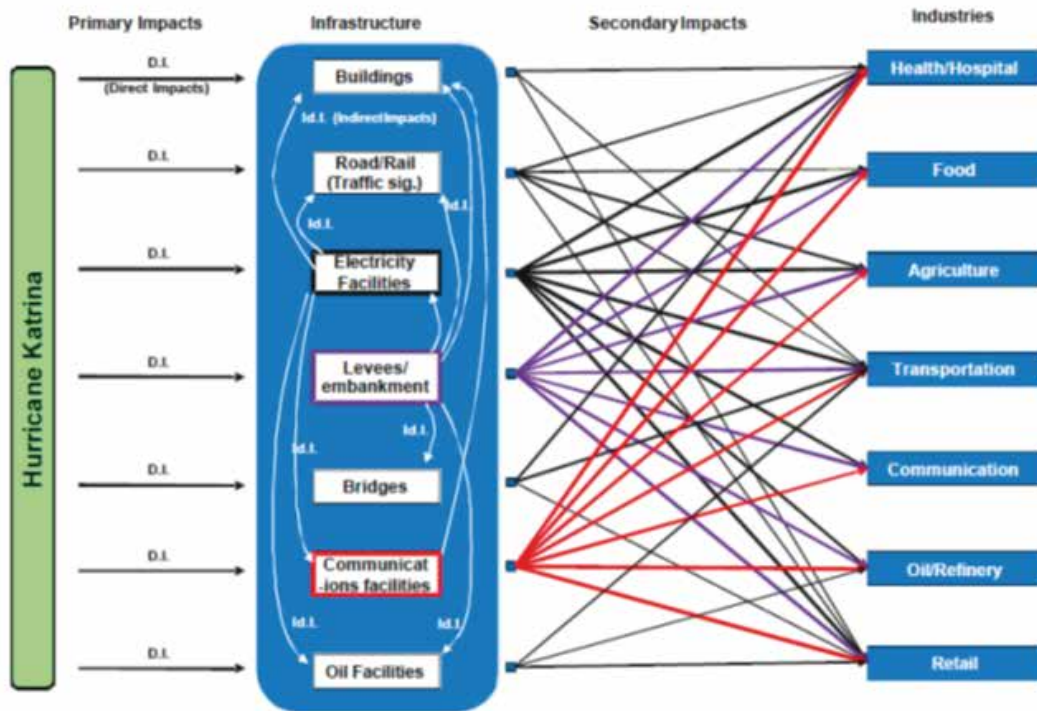 Primary Impacts
Infrastructure
Secondary Impacts
Industries
Hurricane Katrina
D.I.
(Direct Impacts)
D.I.
D.I.
D.I.
D.I.
D.I.
D.I.
Buildings
Id.I. (Indirect Impacts)
Road/Rail
(Traffic sig.)
Id.I.
Id.I.
Electricity
Facilities
Levees/
embankment
Id.I.
Id.I.
Bridges
Communicat
-ions facilities
Id.I.
Id.I.
Oil Facilities
Health/Hospital
Food
Agriculture
Transportation
Communication
Oil/Refinery
Retail